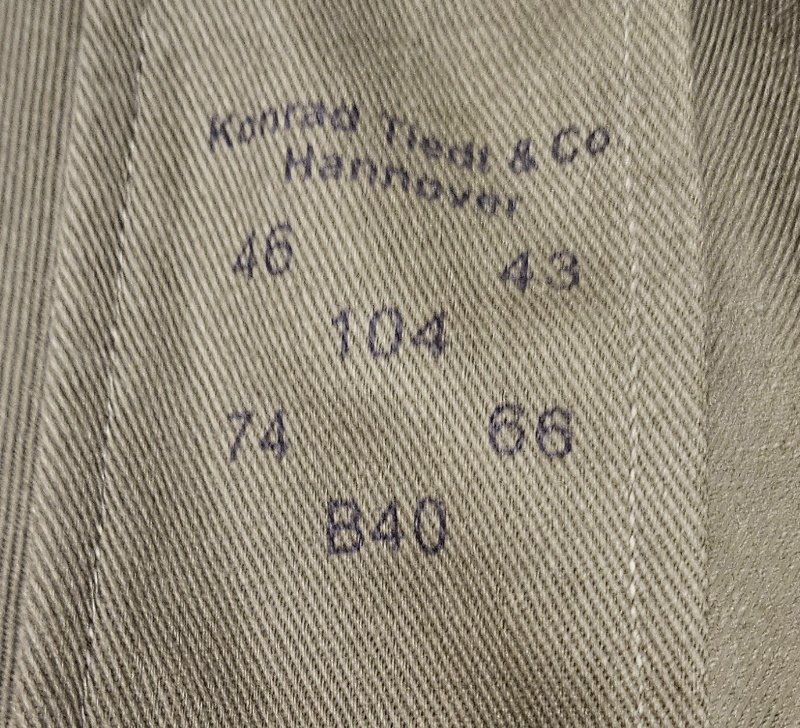 Konrad Tiedt & Co
Hannover
46 43
104
74 66
B40